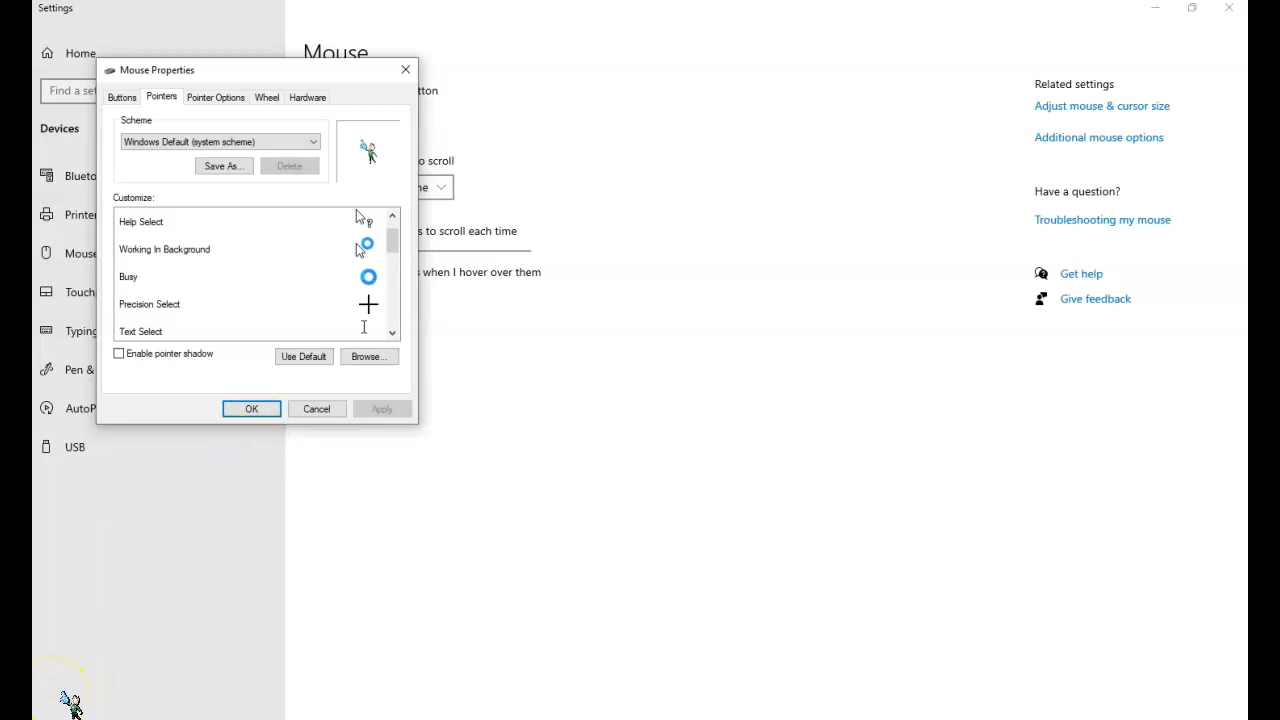 Settings
Home
Mouse
Find a se
Devices
Blueto
Printe
Mouse
Touch
Typing
Pen &
AutoP
USB
Mouse Properties
Buttons
Pointers
Pointer Options
Wheel
Hardware
Scheme
Windows Default (system scheme)
Save As...
Delete
Customize:
Help Select
Working In Background
Busy
Precision Select
Text Select
Enable pointer shadow
Use Default
Browse...
OK
Cancel
Apply
tton
o scroll
ne
s to scroll each time
s when I hover over them
Related settings
Adjust mouse & cursor size
Additional mouse options
Have a question?
Troubleshooting my mouse
Get help
Give feedback